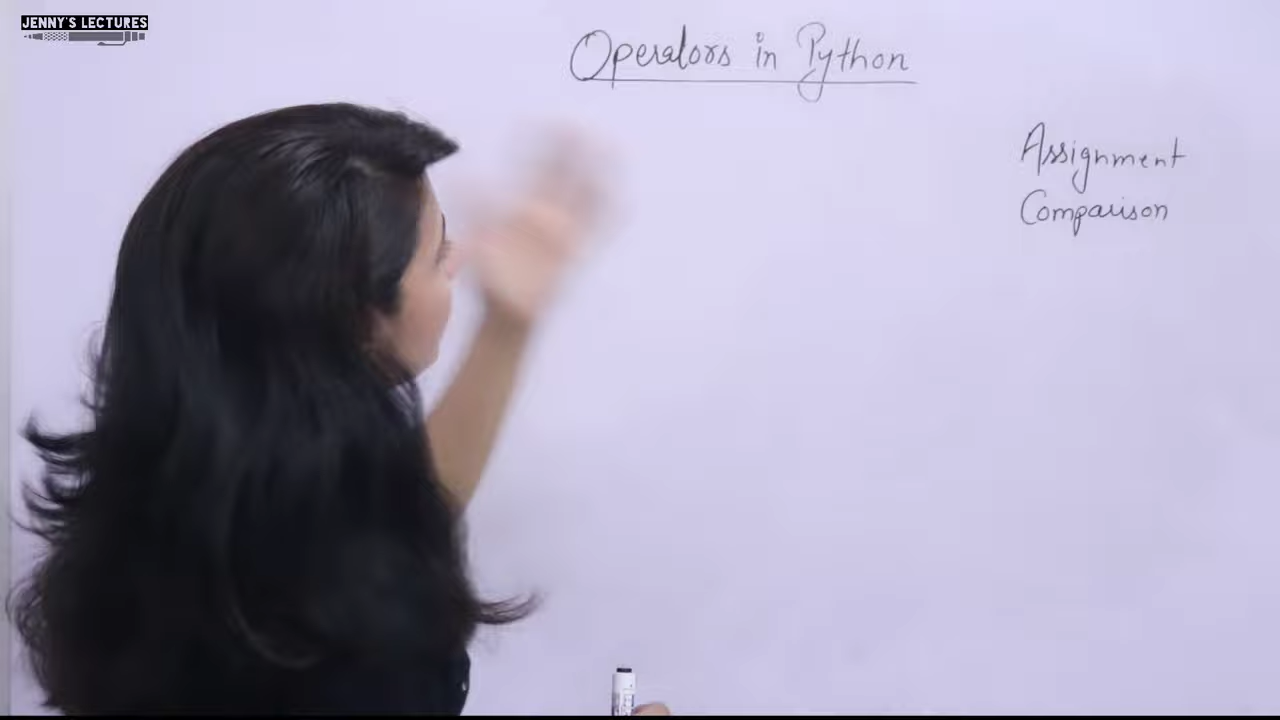 JENNY'S LECTURES
Operators in Python
Assignment
Comparison